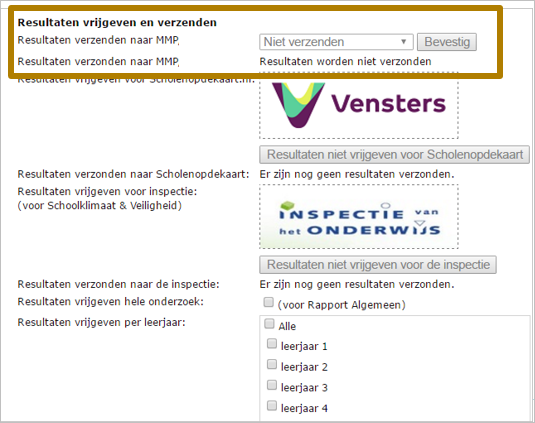 Resultaten vrijgeven en verzenden
Resultaten verzenden naar MMP, Niet verzenden Bevestig
Resultaten verzonden naar MMP, Resultaten worden niet verzonden
Resultaten vrijgeven voor Scholenopdekaart.nl:
Vensters
Resultaten niet vrijgeven voor Scholenopdekaart
Resultaten verzonden naar Scholenopdekaart: Er zijn nog geen resultaten verzonden.
Resultaten vrijgeven voor inspectie:
(voor Schoolklimaat & Veiligheid)
INSPECTIE van
het ONDERWIJS
Resultaten niet vrijgeven voor de inspectie
Resultaten verzonden naar de inspectie: Er zijn nog geen resultaten verzonden.
Resultaten vrijgeven hele onderzoek: (voor Rapport Algemeen)
Resultaten vrijgeven per leerjaar: Alle
leerjaar 1
leerjaar 2
leerjaar 3
leerjaar 4